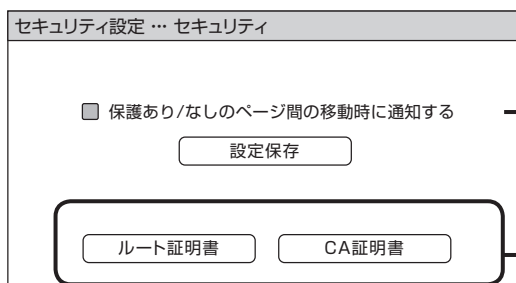 セキュリティ設定 … セキュリティ
保護あり/なしのページ間の移動時に通知する
設定保存
ルート証明書 CA証明書